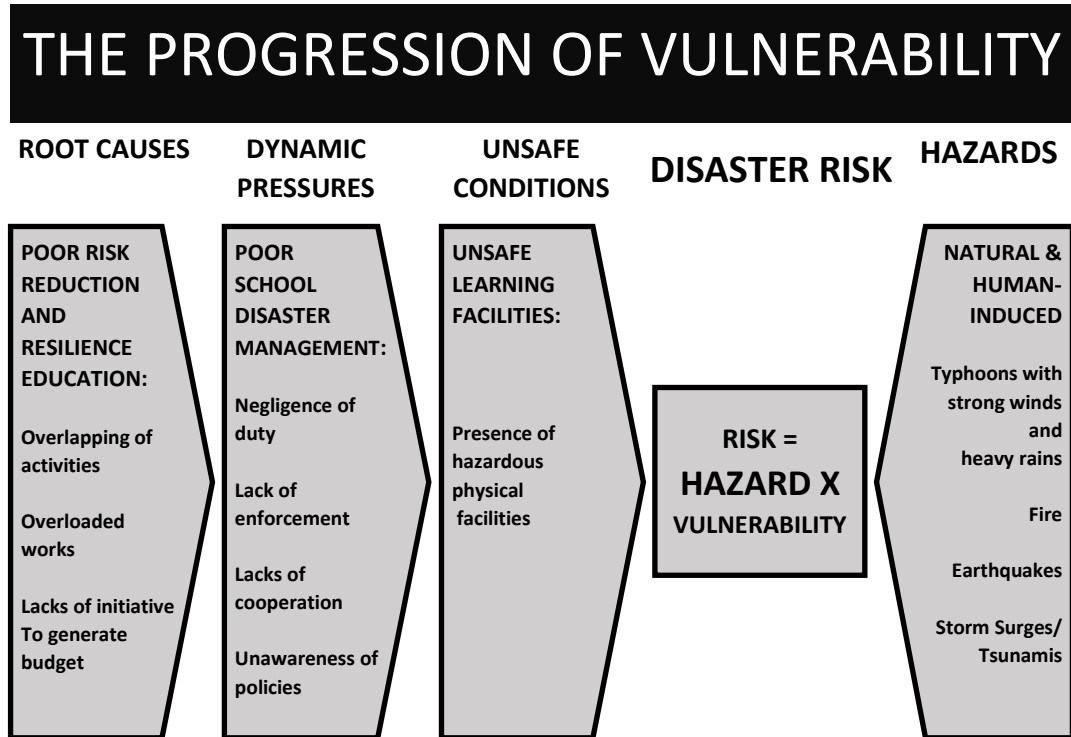 THE PROGRESSION OF VULNERABILITY
ROOT CAUSES
POOR RISK
REDUCTION
AND
RESILIENCE
EDUCATION:
Overlapping of
activities
Overloaded
works
Lacks of initiative
To generate
budget
DYNAMIC
PRESSURES
POOR
SCHOOL
DISASTER
MANAGEMENT:
Negligence of
duty
Lack of
enforcement
Lacks of
cooperation
Unawareness of
policies
UNSAFE
CONDITIONS
UNSAFE
LEARNING
FACILITIES:
Presence of
hazardous
physical
facilities
DISASTER RISK
RISK =
HAZARD X
VULNERABILITY
HAZARDS
NATURAL &
HUMAN-
INDUCED
Typhoons with
strong winds
and
heavy rains
Fire
Earthquakes
Storm Surges/
Tsunamis